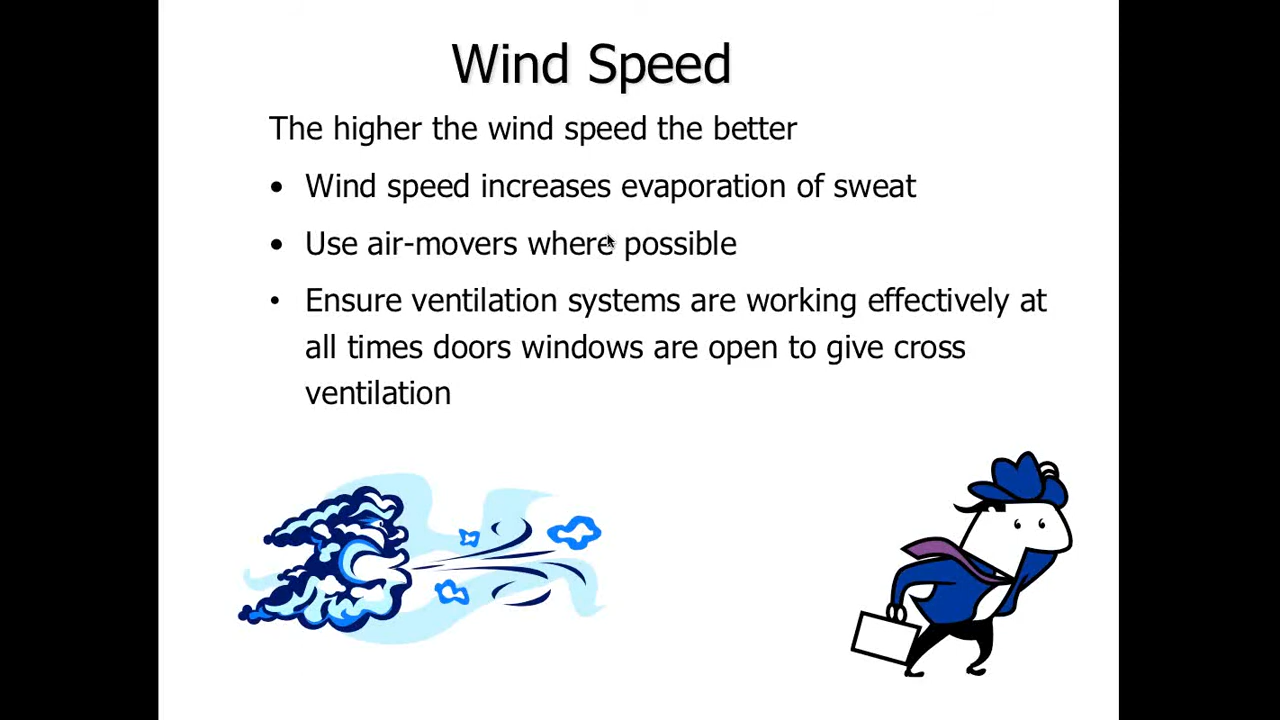 Wind Speed
The higher the wind speed the better
• Wind speed increases evaporation of sweat
• Use air-movers where possible
• Ensure ventilation systems are working effectively at
all times doors windows are open to give cross
ventilation